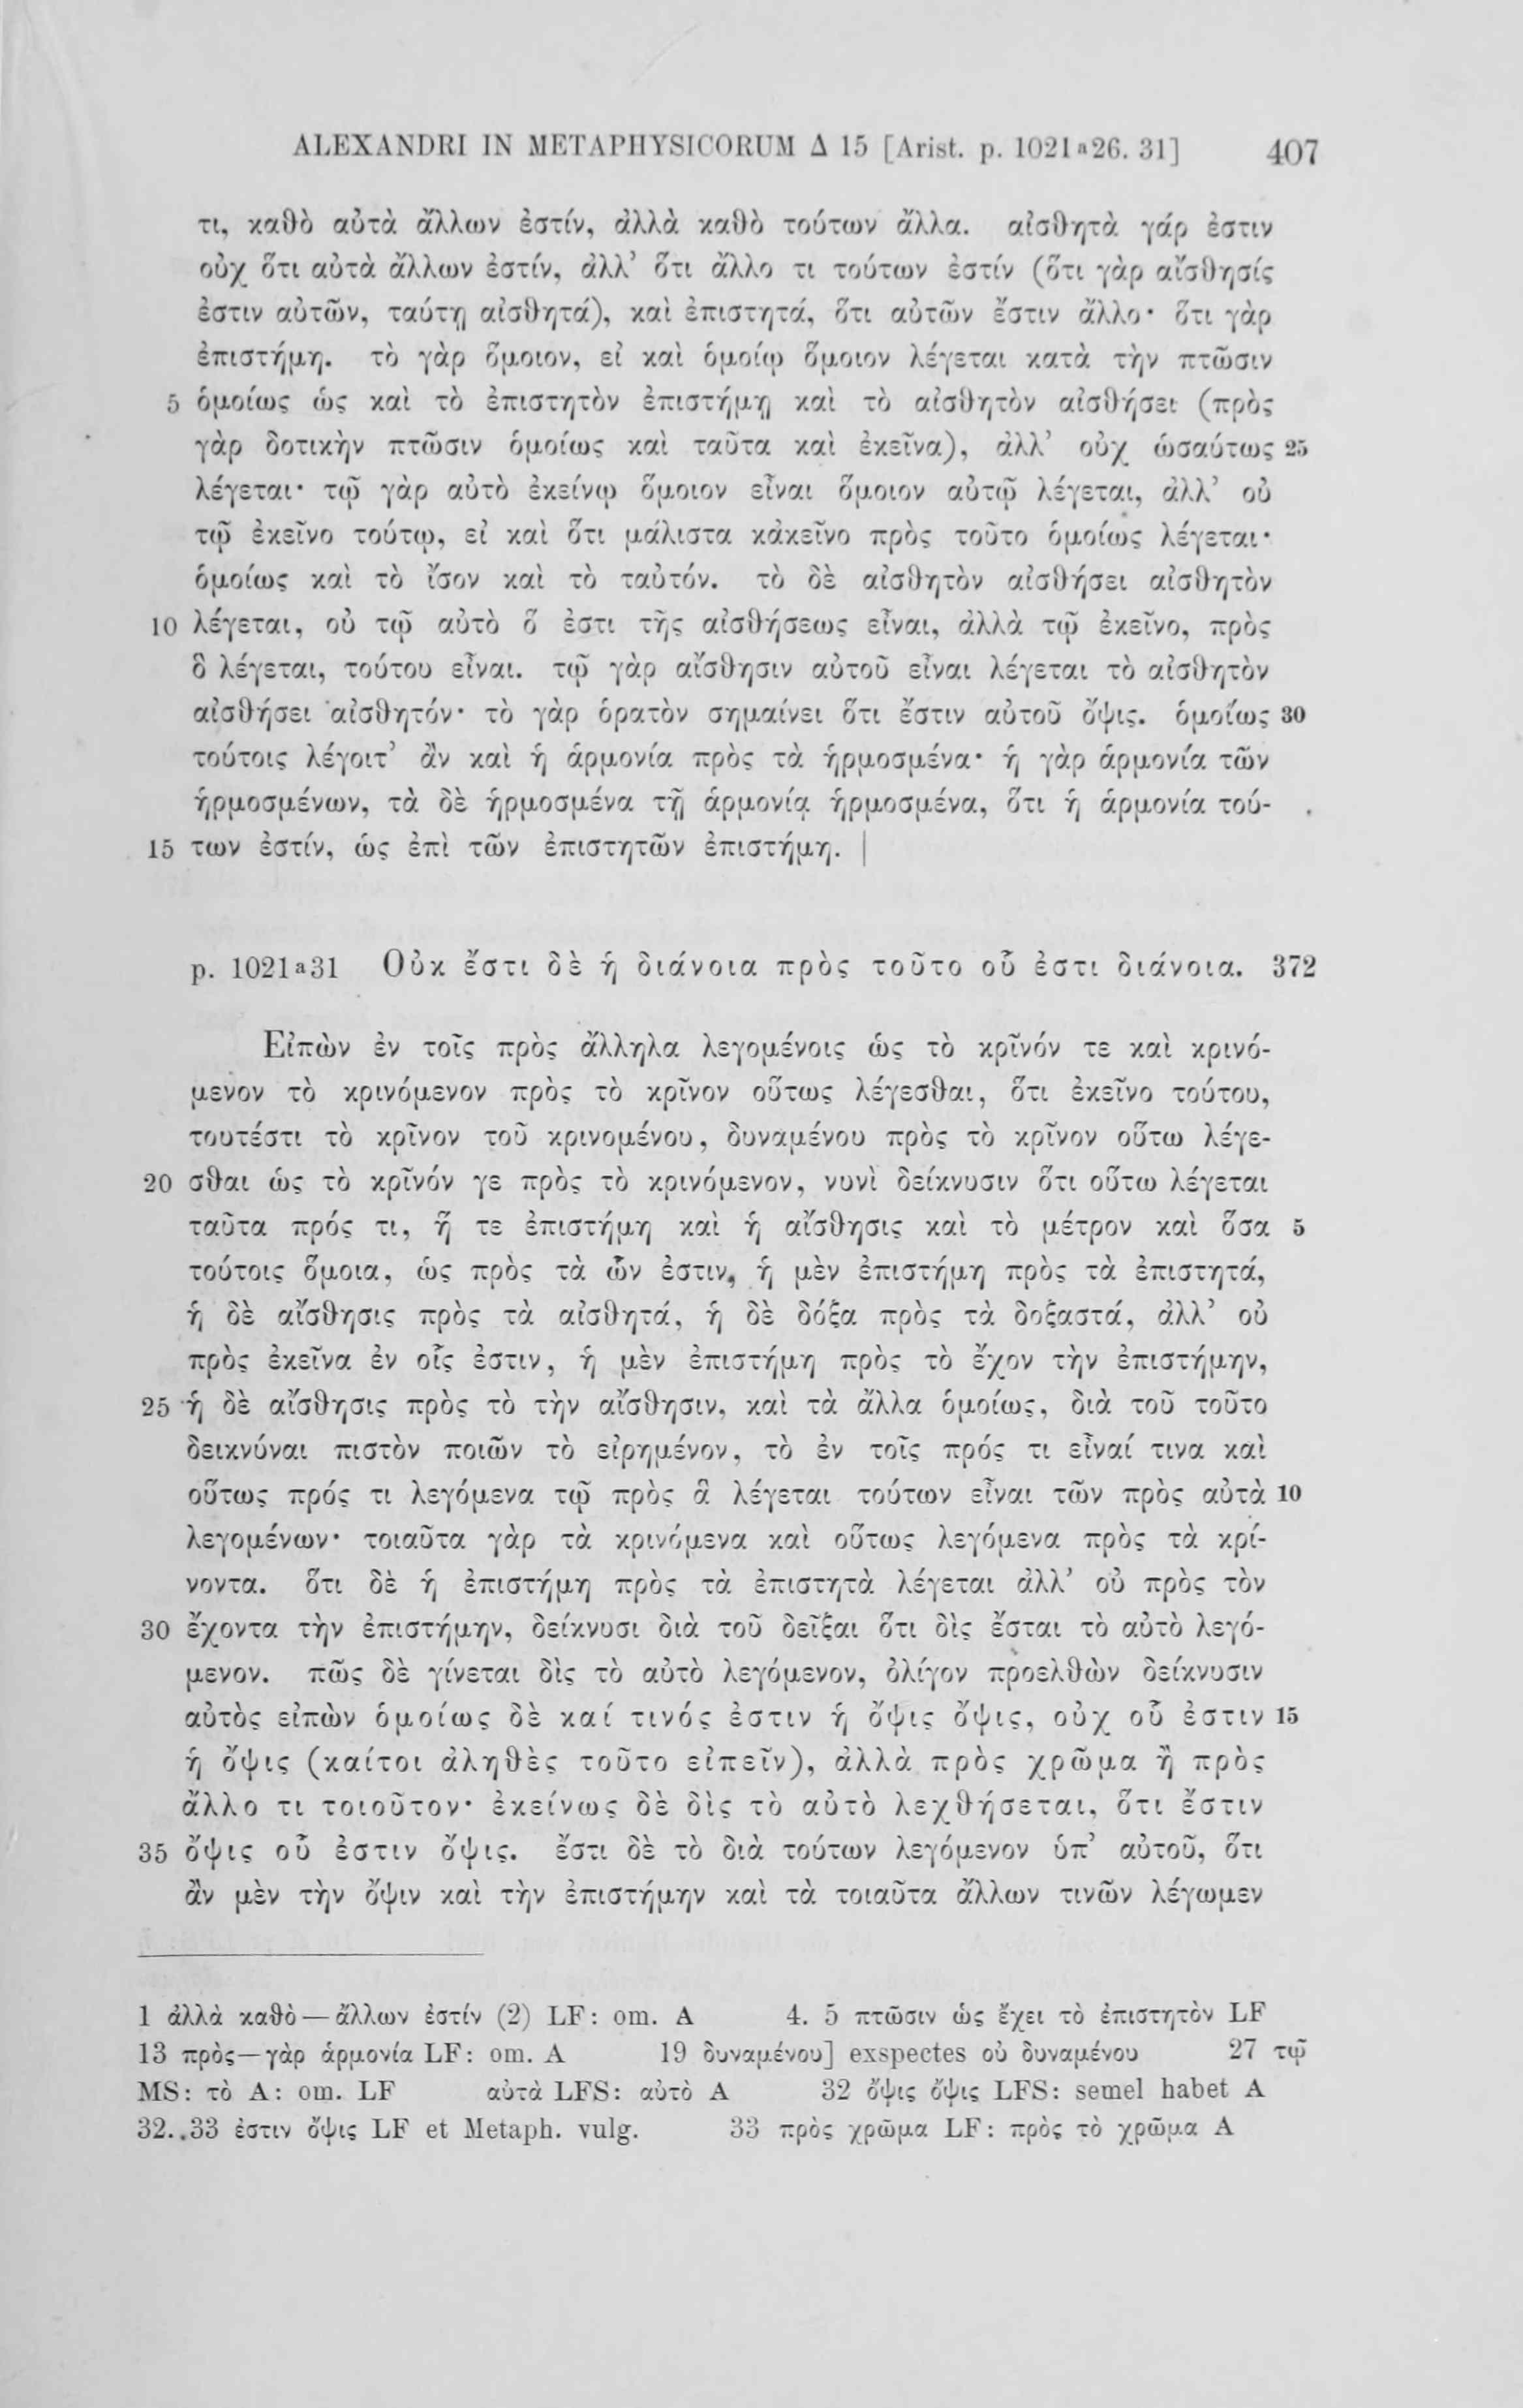 ALEXANDRI IN METAPHYSICORUM Δ 15 [Arist. p. 1021ª26. 31] 407
τι, καθὸ αὐτὰ ἄλλων ἐστίν, ἀλλὰ καθὸ τούτων ἄλλα. αἰσθητὰ γάρ ἐστιν
οὐχ ὅτι αὐτὰ ἄλλων ἐστίν, ἀλλ’ ὅτι ἄλλο τι τούτων ἐστίν (ὅτι γὰρ αἴσθησίς
ἐστιν αὐτῶν, ταύτῃ αἰσθητά), καὶ ἐπιστητά, ὅτι αὐτῶν ἔστιν ἄλλο· ὅτι γὰρ
ἐπιστήμη. τὸ γὰρ ὅμοιον, εἰ καὶ ὁμοίῳ ὅμοιον λέγεται κατὰ τὴν πτῶσιν
5 ὁμοίως ὡς καὶ τὸ ἐπιστητὸν ἐπιστήμῃ καὶ τὸ αἰσθητὸν αἰσθήσει (πρὸς
γὰρ δοτικὴν πτῶσιν ὁμοίως καὶ ταῦτα καὶ ἐκεῖνα), ἀλλ’ οὐχ ὡσαύτως 25
λέγεται· τῷ γὰρ αὐτὸ ἐκείνῳ ὅμοιον εἶναι ὅμοιον αὐτῷ λέγεται, ἀλλ’ οὐ
τῷ ἐκεῖνο τούτῳ, εἰ καὶ ὅτι μάλιστα κἀκεῖνο πρὸς τοῦτο ὁμοίως λέγεται·
ὁμοίως καὶ τὸ ἴσον καὶ τὸ ταὐτόν. τὸ δὲ αἰσθητὸν αἰσθήσει αἰσθητὸν
10 λέγεται, οὐ τῷ αὐτὸ ὅ ἐστι τῆς αἰσθήσεως εἶναι, ἀλλὰ τῷ ἐκεῖνο, πρὸς
ὃ λέγεται, τούτου εἶναι. τῷ γὰρ αἴσθησιν αὐτοῦ εἶναι λέγεται τὸ αἰσθητὸν
αἰσθήσει αἰσθητόν· τὸ γὰρ ὁρατὸν σημαίνει ὅτι ἔστιν αὐτοῦ ὄψις. ὁμοίως 30
τούτοις λέγοιτ’ ἂν καὶ ἡ ἁρμονία πρὸς τὰ ἡρμοσμένα· ἡ γὰρ ἁρμονία τῶν
ἡρμοσμένων, τὰ δὲ ἡρμοσμένα τῇ ἁρμονίᾳ ἡρμοσμένα, ὅτι ἡ ἁρμονία τού-
15 των ἐστίν, ὡς ἐπὶ τῶν ἐπιστητῶν ἐπιστήμη. |
p. 1021ª31 Οὐκ ἔστι δὲ ἡ διάνοια πρὸς τοῦτο οὗ ἐστι διάνοια. 372
Εἰπὼν ἐν τοῖς πρὸς ἄλληλα λεγομένοις ὡς τὸ κρῖνόν τε καὶ κρινό-
μενον τὸ κρινόμενον πρὸς τὸ κρῖνον οὕτως λέγεσθαι, ὅτι ἐκεῖνο τούτου,
τουτέστι τὸ κρῖνον τοῦ κρινομένου, δυναμένου πρὸς τὸ κρῖνον οὕτω λέγε-
20 σθαι ὡς τὸ κρῖνόν γε πρὸς τὸ κρινόμενον, νυνὶ δείκνυσιν ὅτι οὕτω λέγεται
ταῦτα πρός τι, ἥ τε ἐπιστήμη καὶ ἡ αἴσθησις καὶ τὸ μέτρον καὶ ὅσα 5
τούτοις ὅμοια, ὡς πρὸς τὰ ὧν ἐστιν, ἡ μὲν ἐπιστήμη πρὸς τὰ ἐπιστητά,
ἡ δὲ αἴσθησις πρὸς τὰ αἰσθητά, ἡ δὲ δόξα πρὸς τὰ δοξαστά, ἀλλ’ οὐ
πρὸς ἐκεῖνα ἐν οἷς ἐστιν, ἡ μὲν ἐπιστήμη πρὸς τὸ ἔχον τὴν ἐπιστήμην,
25 ἡ δὲ αἴσθησις πρὸς τὸ τὴν αἴσθησιν, καὶ τὰ ἄλλα ὁμοίως, διὰ τοῦ τοῦτο
δεικνύναι πιστὸν ποιῶν τὸ εἰρημένον, τὸ ἐν τοῖς πρός τι εἶναί τινα καὶ
οὕτως πρός τι λεγόμενα τῷ πρὸς ἃ λέγεται τούτων εἶναι τῶν πρὸς αὐτὰ 10
λεγομένων· τοιαῦτα γὰρ τὰ κρινόμενα καὶ οὕτως λεγόμενα πρὸς τὰ κρί-
νοντα. ὅτι δὲ ἡ ἐπιστήμη πρὸς τὰ ἐπιστητὰ λέγεται ἀλλ’ οὐ πρὸς τὸν
30 ἔχοντα τὴν ἐπιστήμην, δείκνυσι διὰ τοῦ δεῖξαι ὅτι δὶς ἔσται τὸ αὐτὸ λεγό-
μενον. πῶς δὲ γίνεται δὶς τὸ αὐτὸ λεγόμενον, ὀλίγον προελθὼν δείκνυσιν
αὐτὸς εἰπὼν ὁμοίως δὲ καί τινός ἐστιν ἡ ὄψις ὄψις, οὐχ οὗ ἐστιν 15
ἡ ὄψις (καίτοι ἀληθὲς τοῦτο εἰπεῖν), ἀλλὰ πρὸς χρῶμα ἢ πρὸς
ἄλλο τι τοιοῦτον· ἐκείνως δὲ δὶς τὸ αὐτὸ λεχθήσεται, ὅτι ἔστιν
35 ὄψις οὗ ἐστιν ὄψις. ἔστι δὲ τὸ διὰ τούτων λεγόμενον ὑπ’ αὐτοῦ, ὅτι
ἂν μὲν τὴν ὄψιν καὶ τὴν ἐπιστήμην καὶ τὰ τοιαῦτα ἄλλων τινῶν λέγωμεν
1 ἀλλὰ καθὸ — ἄλλων ἐστίν (2) LF: om. A 4. 5 πτῶσιν ὡς ἔχει τὸ ἐπιστητὸν LF
13 πρὸς—γὰρ ἁρμονία LF: om. A 19 δυναμένου] exspectes οὐ δυναμένου 27 τῷ
MS: τὸ A: om. LF αὐτὰ LFS: αὐτὸ A 32 ὄψις ὄψις LFS: semel habet A
32..33 ἐστιν ὄψις LF et Metaph. vulg. 33 πρὸς χρῶμα LF: πρὸς τὸ χρῶμα A